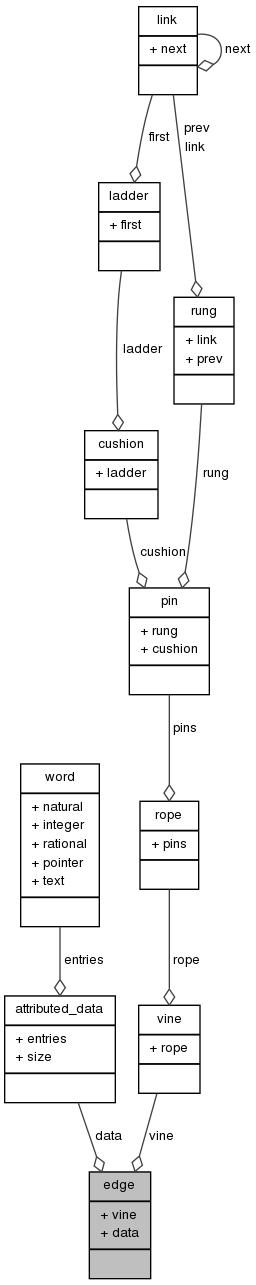 link
+ next
next
first
prev
link
ladder
+ first
rung
+ link
+ prev
ladder
cushion
+ ladder
rung
cushion
pin
+ rung
+ cushion
pins
word
+ natural
+ integer
+ rational
+ pointer
+ text
rope
+ pins
entries
rope
attributed_data
+ entries
+ size
vine
+ rope
data
vine
edge
+ vine
+ data